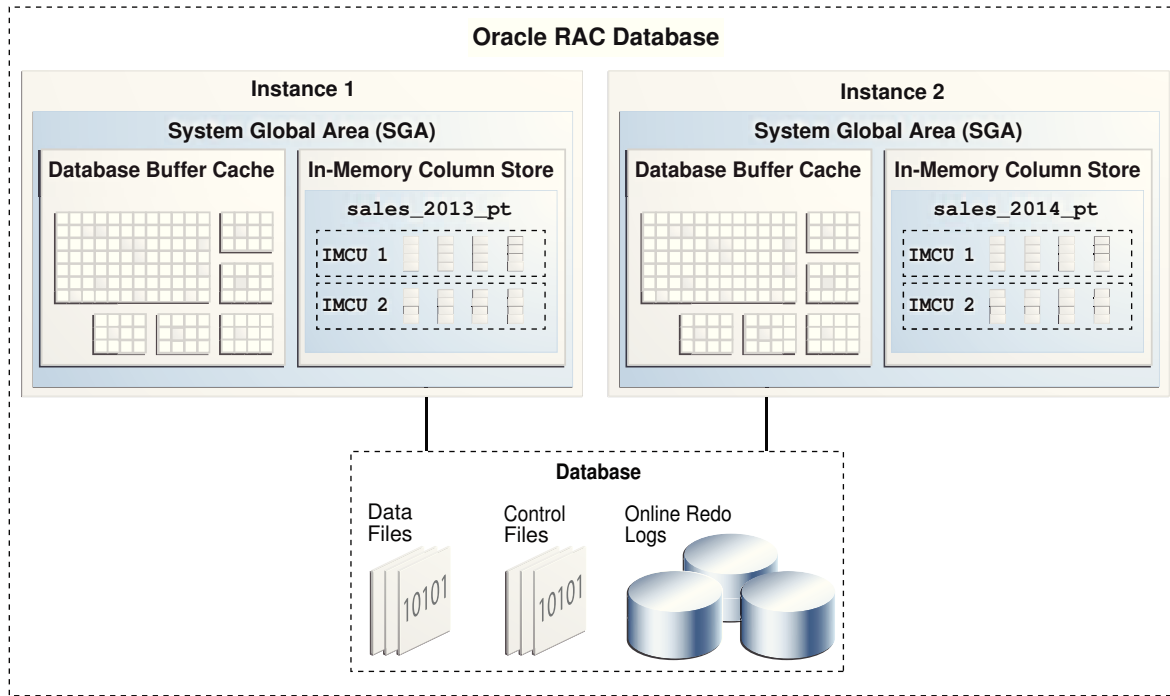 Oracle RAC Database
Instance 1
System Global Area (SGA)
Database Buffer Cache
In-Memory Column Store
sales_2013_pt
IMCU 1
IMCU 2
Instance 2
System Global Area (SGA)
Database Buffer Cache
In-Memory Column Store
sales_2014_pt
IMCU 1
IMCU 2
Database
Data
Files
10101
Control
Files
10101
Online Redo
Logs